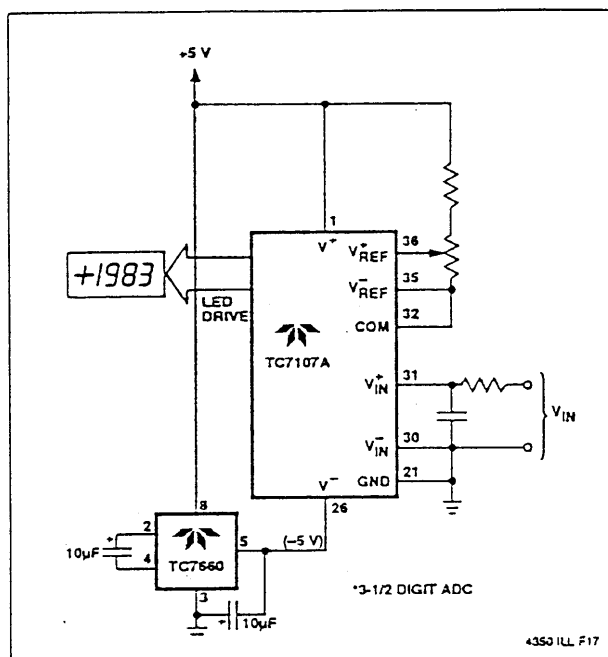 +5 V
1
V+
36
V+REF
35
V−REF
32
COM
+1983
LED
DRIVE
TC7107A
31
V+IN
VIN
30
V−IN
21
GND
V−
26
8
2
+
5
(−5 V)
10µF
4
TC7660
*3-1/2 DIGIT ADC
3
+
10µF
4350 ILL F17